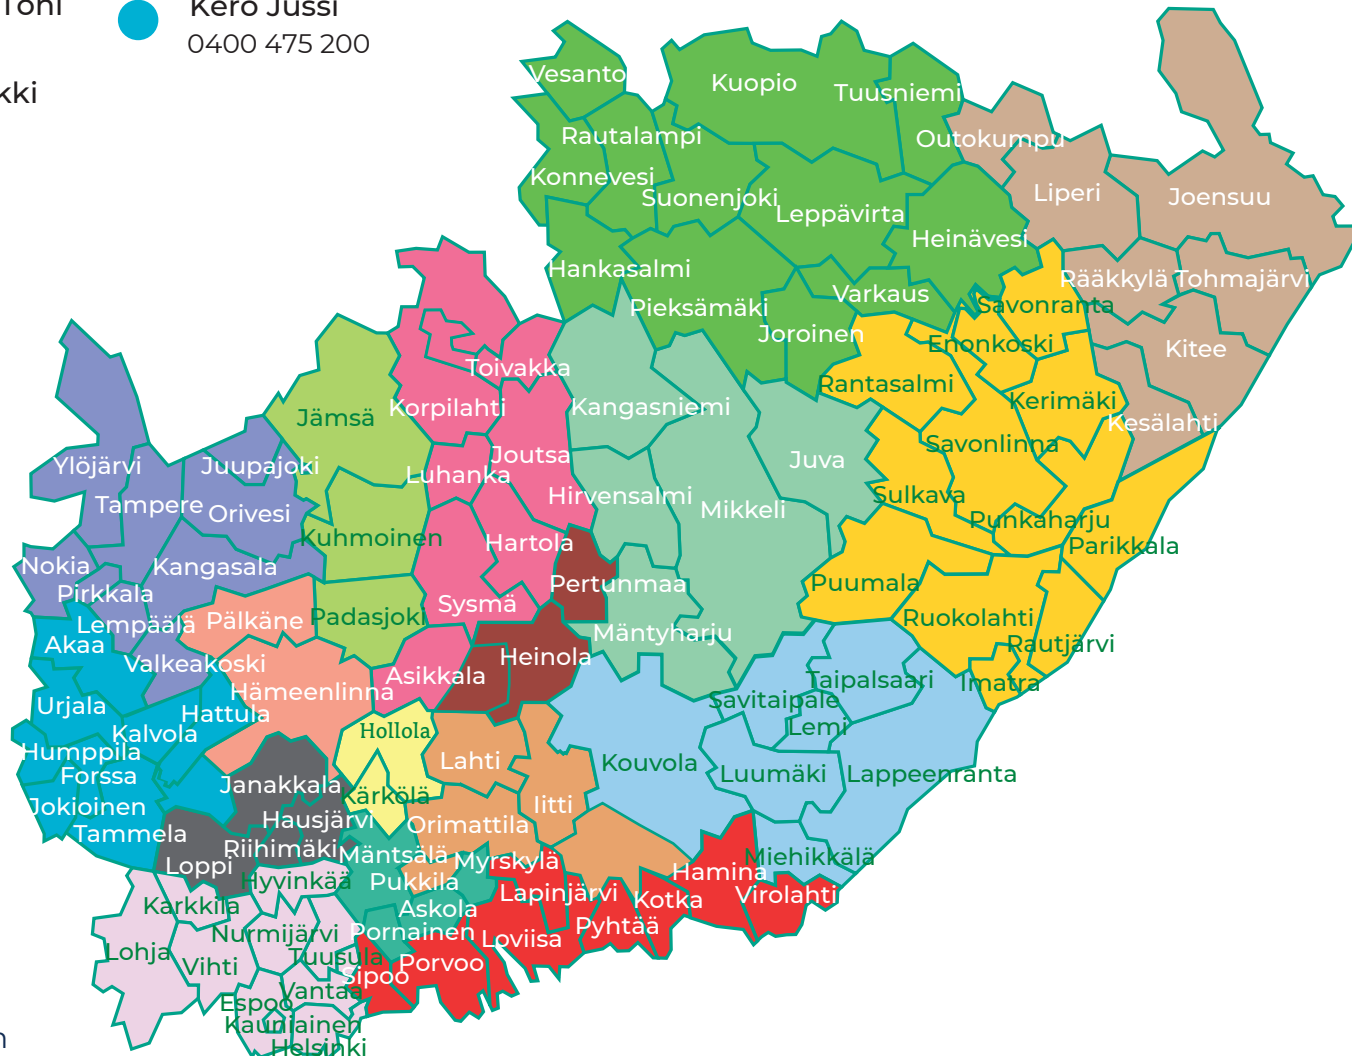 Toni
Kero Jussi
0400 475 200
kki
Vesanto
Kuopio
Tuusniemi
Rautalampi
Outokumpu
Konnevesi
Suonenjoki
Liperi
Joensuu
Leppävirta
Heinävesi
Hankasalmi
Rääkkylä
Tohmajärvi
Pieksämäki
Varkaus
Savonranta
Joroinen
Enonkoski
Kitee
Toivakka
Rantasalmi
Jämsä
Korpilahti
Kangasniemi
Kerimäki
Kesälahti
Savonlinna
Ylöjärvi
Juupajoki
Joutsa
Juva
Luhanka
Tampere
Orivesi
Hirvensalmi
Mikkeli
Sulkava
Punkaharju
Kuhmoinen
Hartola
Parikkala
Nokia
Kangasala
Pertunmaa
Puumala
Pirkkala
Sysmä
Lempäälä
Pälkäne
Padasjoki
Ruokolahti
Akaa
Mäntyharju
Rautjärvi
Valkeakoski
Heinola
Hämeenlinna
Asikkala
Taipalsaari
Imatra
Urjala
Hattula
Savitaipale
Kalvola
Hollola
Lemi
Humppila
Lahti
Kouvola
Forssa
Luumäki
Lappeenranta
Janakkala
Kärkölä
Jokioinen
Iitti
Hausjärvi
Orimattila
Tammela
Riihimäki
Mäntsälä
Myrskylä
Miehikkälä
Loppi
Hyvinkää
Pukkila
Hamina
Lapinjärvi
Kotka
Virolahti
Karkkila
Askola
Nurmijärvi
Pornainen
Loviisa
Pyhtää
Lohja
Tuusula
Vihti
Sipoo
Porvoo
Vantaa
Espoo
Kauniainen
Helsinki